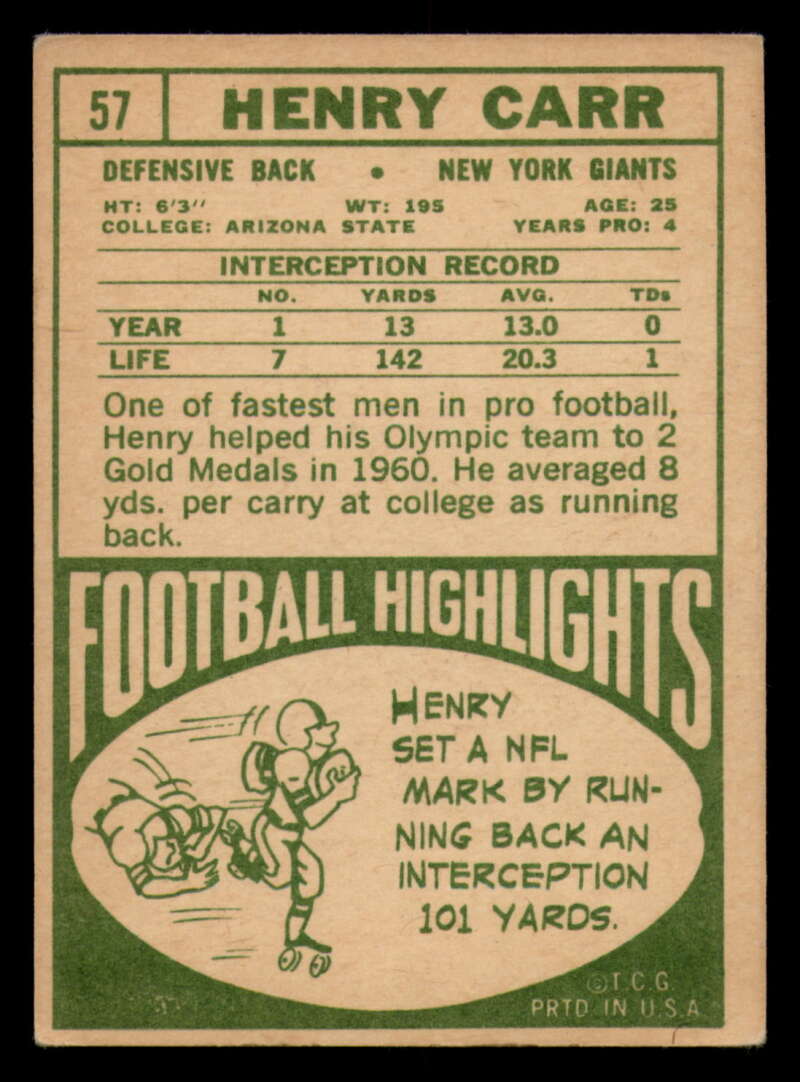 57 HENRY CARR
DEFENSIVE BACK • NEW YORK GIANTS
HT: 6'3" WT: 195 AGE: 25
COLLEGE: ARIZONA STATE YEARS PRO: 4
INTERCEPTION RECORD
NO. YARDS AVG. TDs
YEAR 1 13 13.0 0
LIFE 7 142 20.3 1
One of fastest men in pro football,
Henry helped his Olympic team to 2
Gold Medals in 1960. He averaged 8
yds. per carry at college as running
back.
FOOTBALL HIGHLIGHTS
HENRY
SET A NFL
MARK BY RUN-
NING BACK AN
INTERCEPTION
101 YARDS.
©T.C.G.
PRTD IN U.S.A